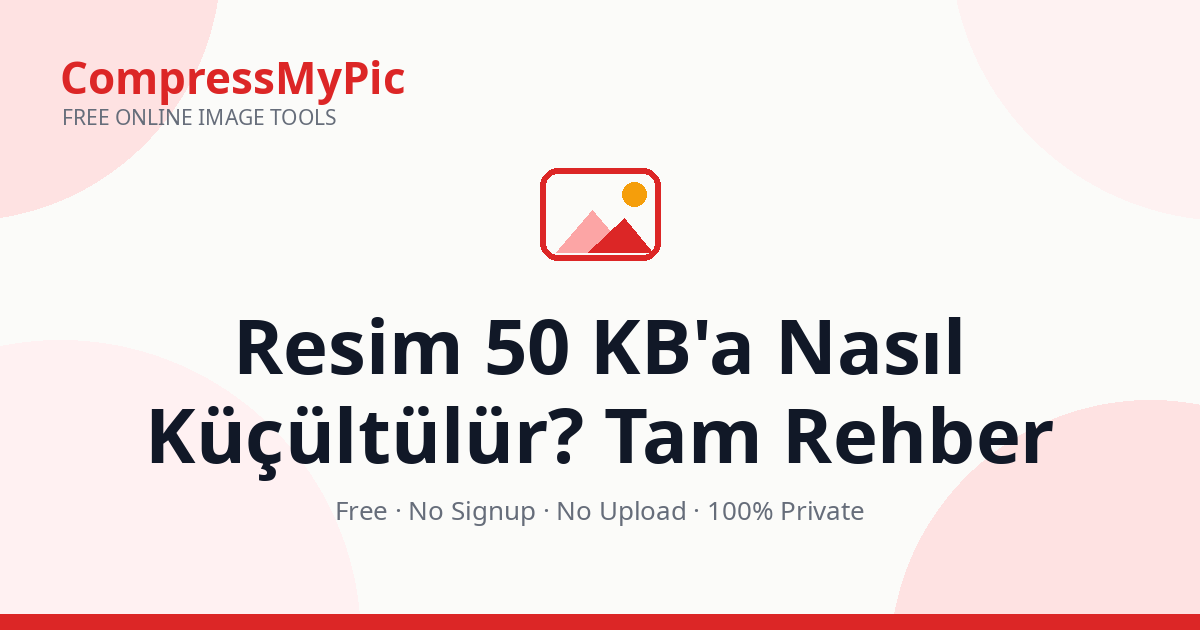 CompressMyPic
FREE ONLINE IMAGE TOOLS
Resim 50 KB'a Nasıl
Küçültülür? Tam Rehber
Free · No Signup · No Upload · 100% Private